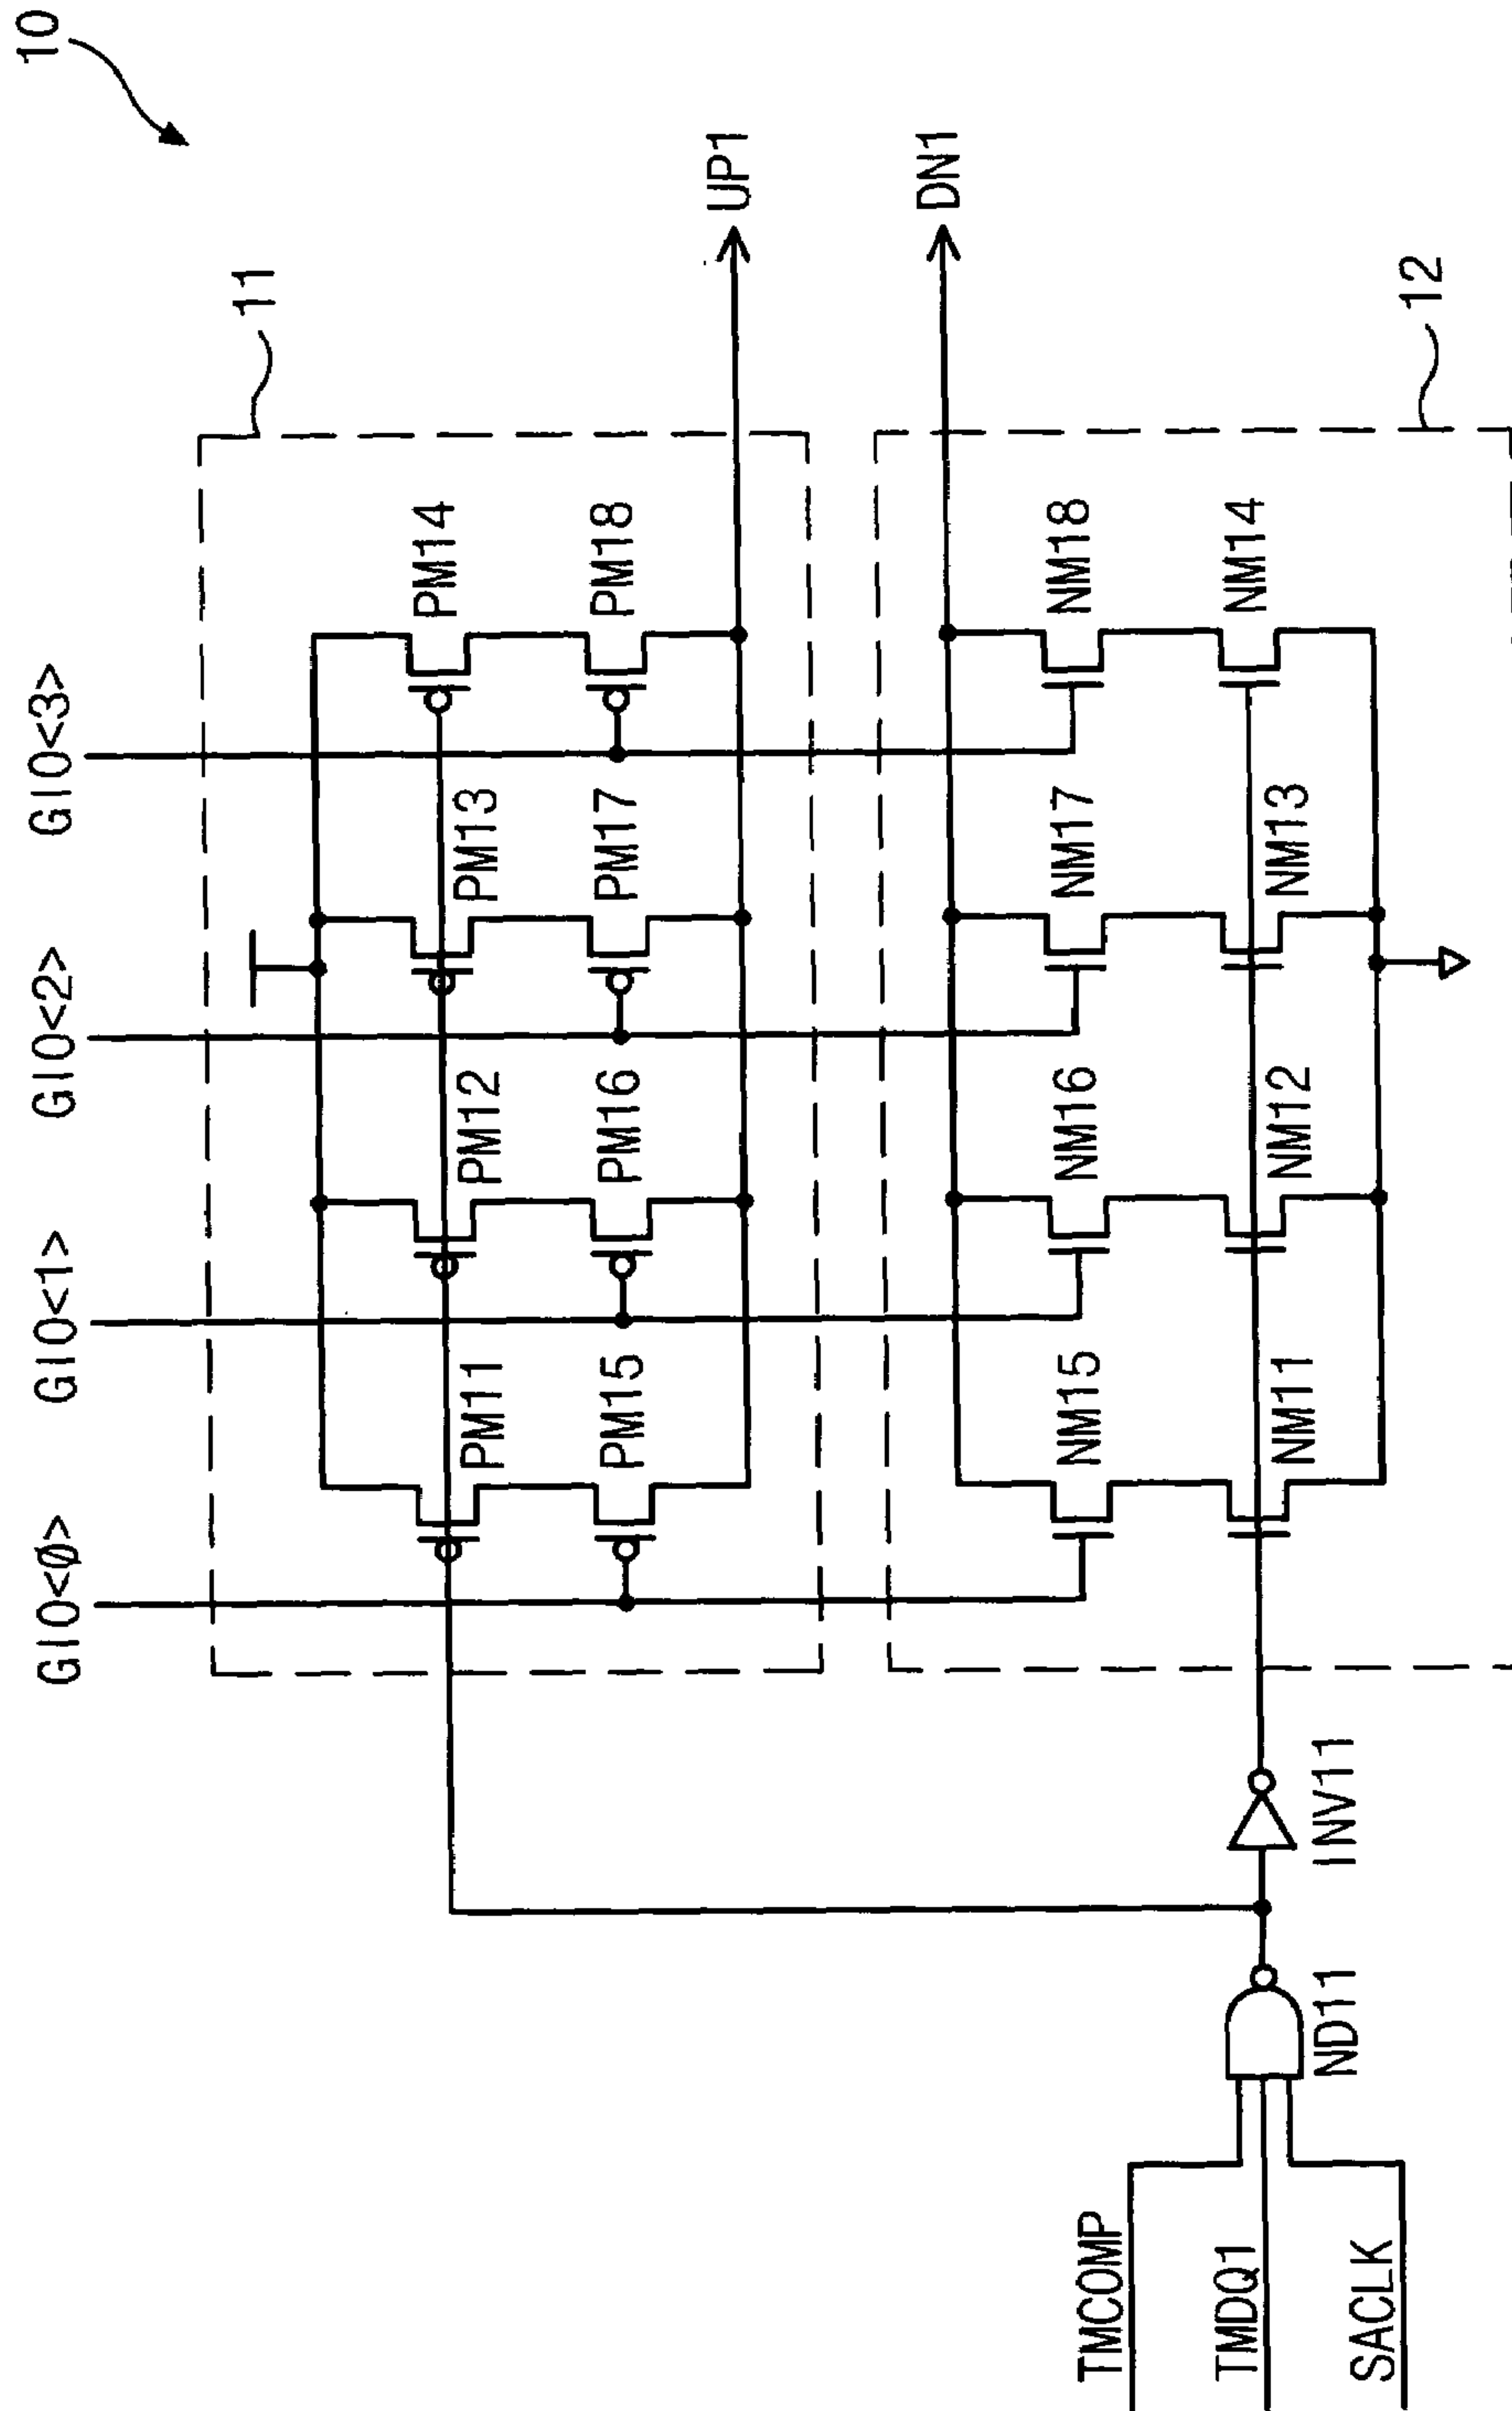 10
GIO<0>
GIO<1>
GIO<2>
GIO<3>
11
PM11
PM12
PM13
PM14
PM15
PM16
PM17
PM18
UP1
DN1
NM15
NM16
NM17
NM18
NM11
NM12
NM13
NM14
12
TMCOMP
TMDQ1
SACLK
ND11
INV11